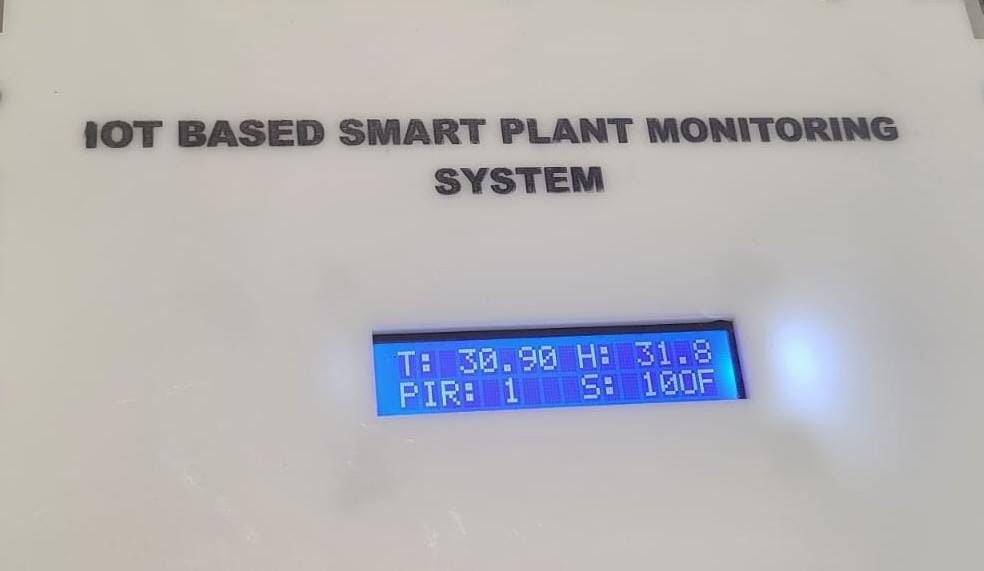 IOT BASED SMART PLANT MONITORING
SYSTEM
T: 30.90 H: 31.8
PIR: 1 S: 100F